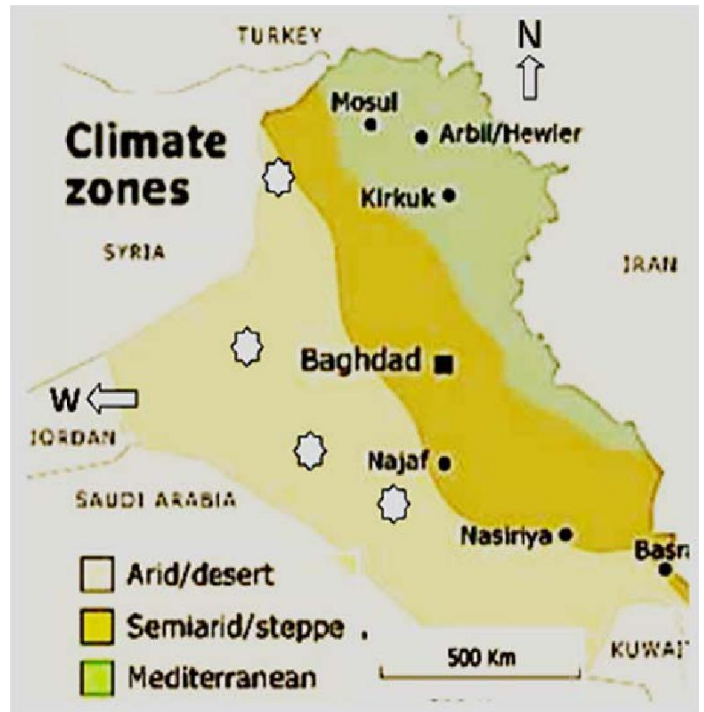 TURKEY
N
Mosul
Climate
zones
Arbil/Hewler
Kirkuk
SYRIA
IRAN
Baghdad
W
JORDAN
Najaf
SAUDI ARABIA
Nasiriya
Basra
Arid/desert
Semiarid/steppe
500 Km
KUWAIT
Mediterranean